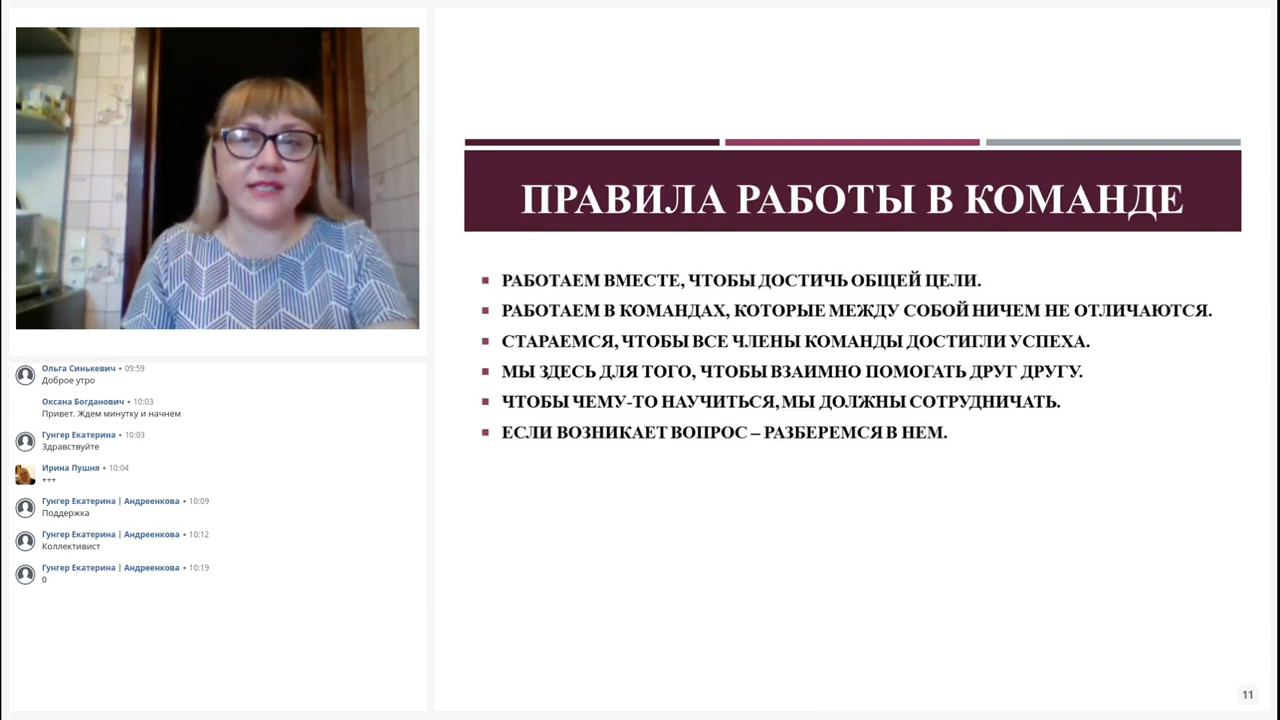 Ольга Синькевич • 09:59
Доброе утро
Оксана Богданович • 10:03
Привет. Ждем минутку и начнем
Гунгер Екатерина • 10:03
Здравствуйте
Ирина Пушня • 10:04
+++
Гунгер Екатерина | Андреенкова • 10:09
Поддержка
Гунгер Екатерина | Андреенкова • 10:12
Коллективист
Гунгер Екатерина | Андреенкова • 10:19
0
ПРАВИЛА РАБОТЫ В КОМАНДЕ
РАБОТАЕМ ВМЕСТЕ, ЧТОБЫ ДОСТИЧЬ ОБЩЕЙ ЦЕЛИ.
РАБОТАЕМ В КОМАНДАХ, КОТОРЫЕ МЕЖДУ СОБОЙ НИЧЕМ НЕ ОТЛИЧАЮТСЯ.
СТАРАЕМСЯ, ЧТОБЫ ВСЕ ЧЛЕНЫ КОМАНДЫ ДОСТИГЛИ УСПЕХА.
МЫ ЗДЕСЬ ДЛЯ ТОГО, ЧТОБЫ ВЗАИМНО ПОМОГАТЬ ДРУГ ДРУГУ.
ЧТОБЫ ЧЕМУ-ТО НАУЧИТЬСЯ, МЫ ДОЛЖНЫ СОТРУДНИЧАТЬ.
ЕСЛИ ВОЗНИКАЕТ ВОПРОС – РАЗБЕРЕМСЯ В НЕМ.
11